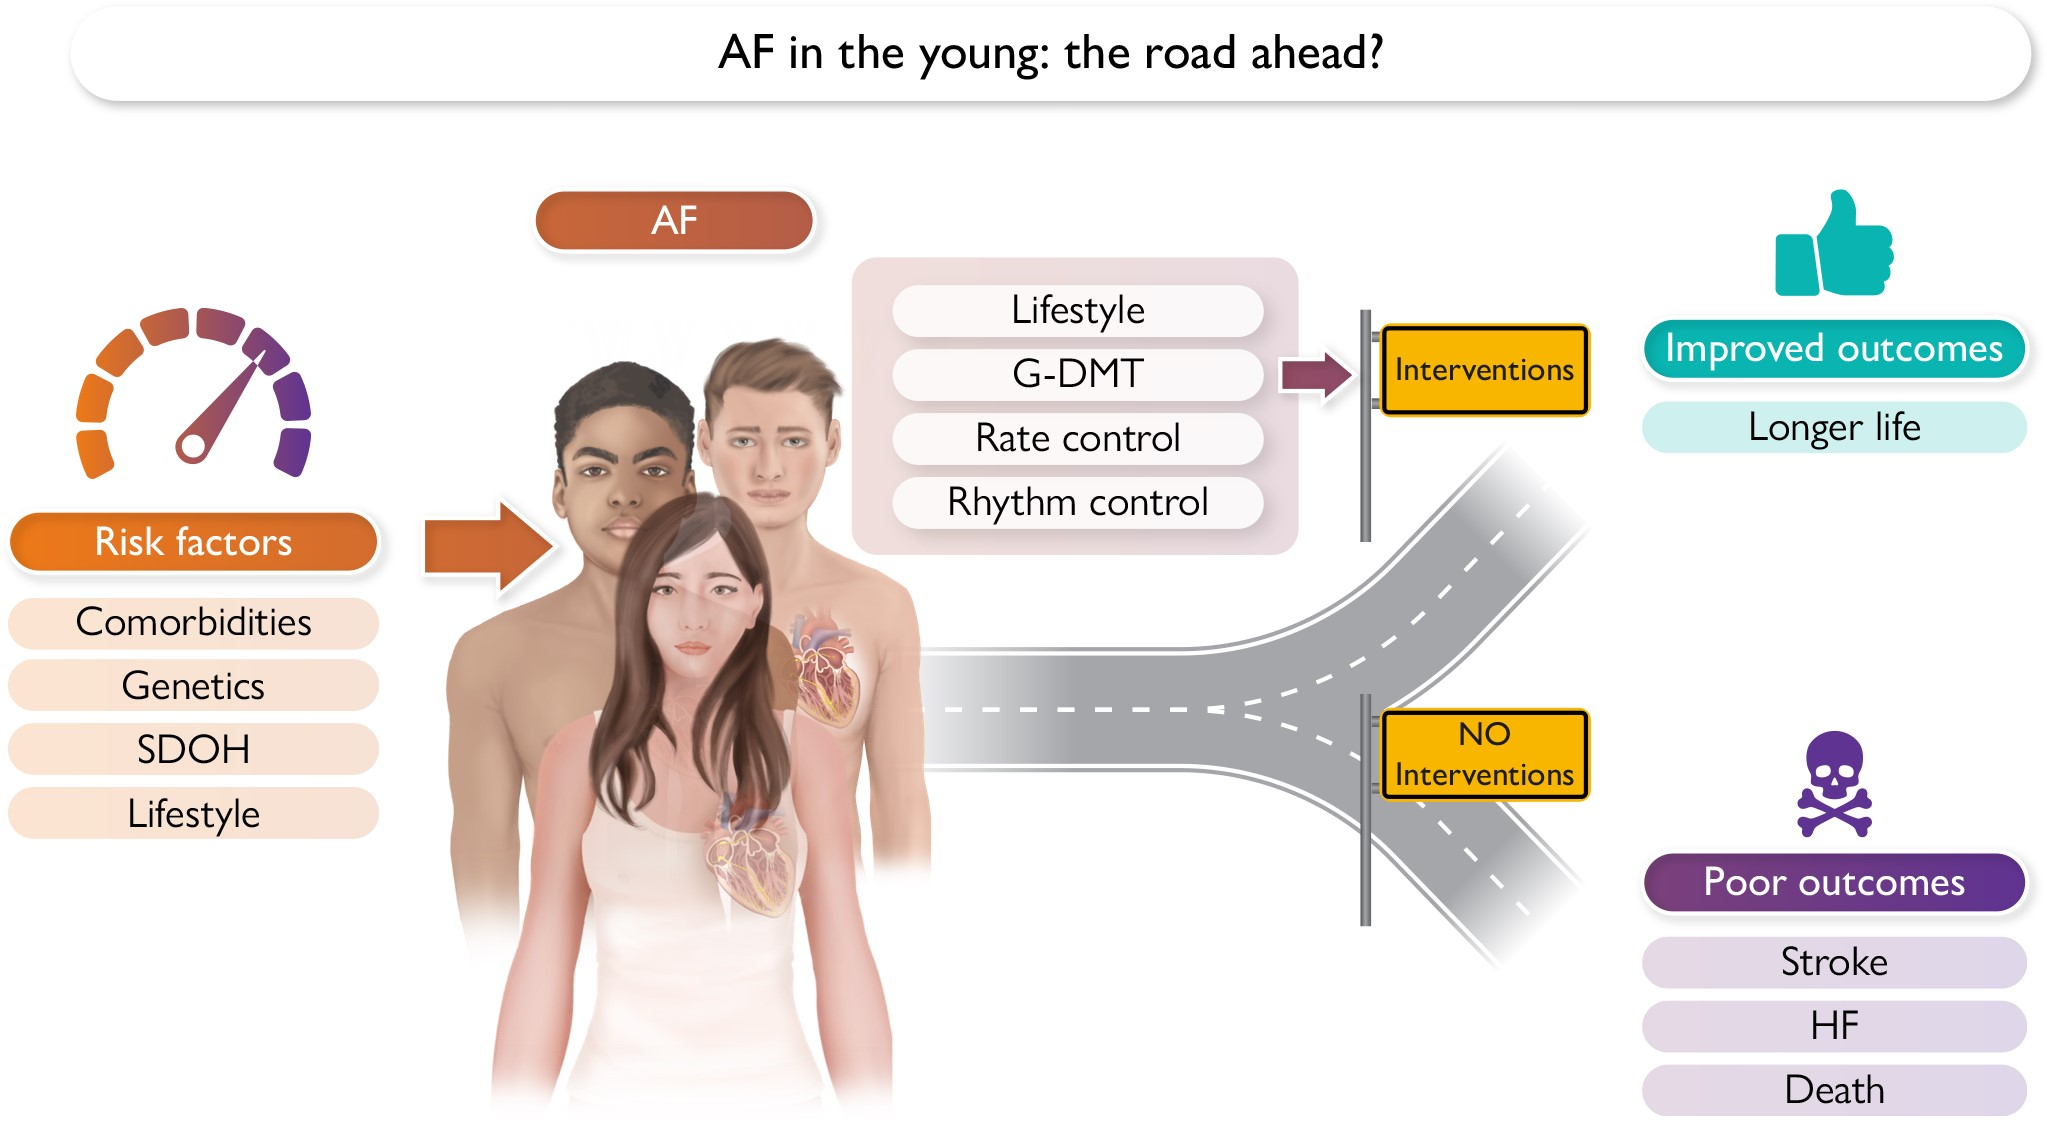 AF in the young: the road ahead?
AF
Risk factors
Comorbidities
Genetics
SDOH
Lifestyle
Lifestyle
G-DMT
Rate control
Rhythm control
Interventions
NO
Interventions
Improved outcomes
Longer life
Poor outcomes
Stroke
HF
Death